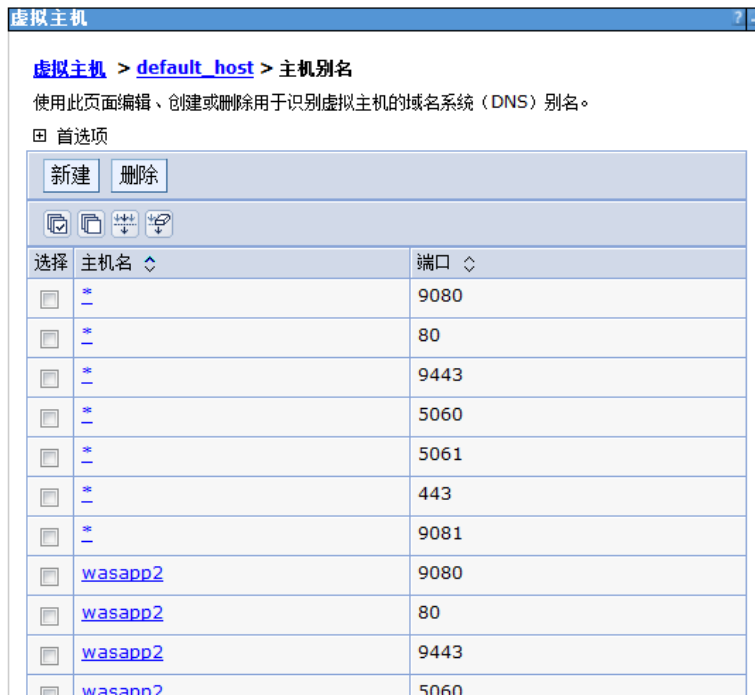 虚拟主机 ?
虚拟主机 > default_host > 主机别名
使用此页面编辑、创建或删除用于识别虚拟主机的域名系统（DNS）别名。
首选项
新建 删除
选择 主机名 端口
* 9080
* 80
* 9443
* 5060
* 5061
* 443
* 9081
wasapp2 9080
wasapp2 80
wasapp2 9443
wasapp2 5060